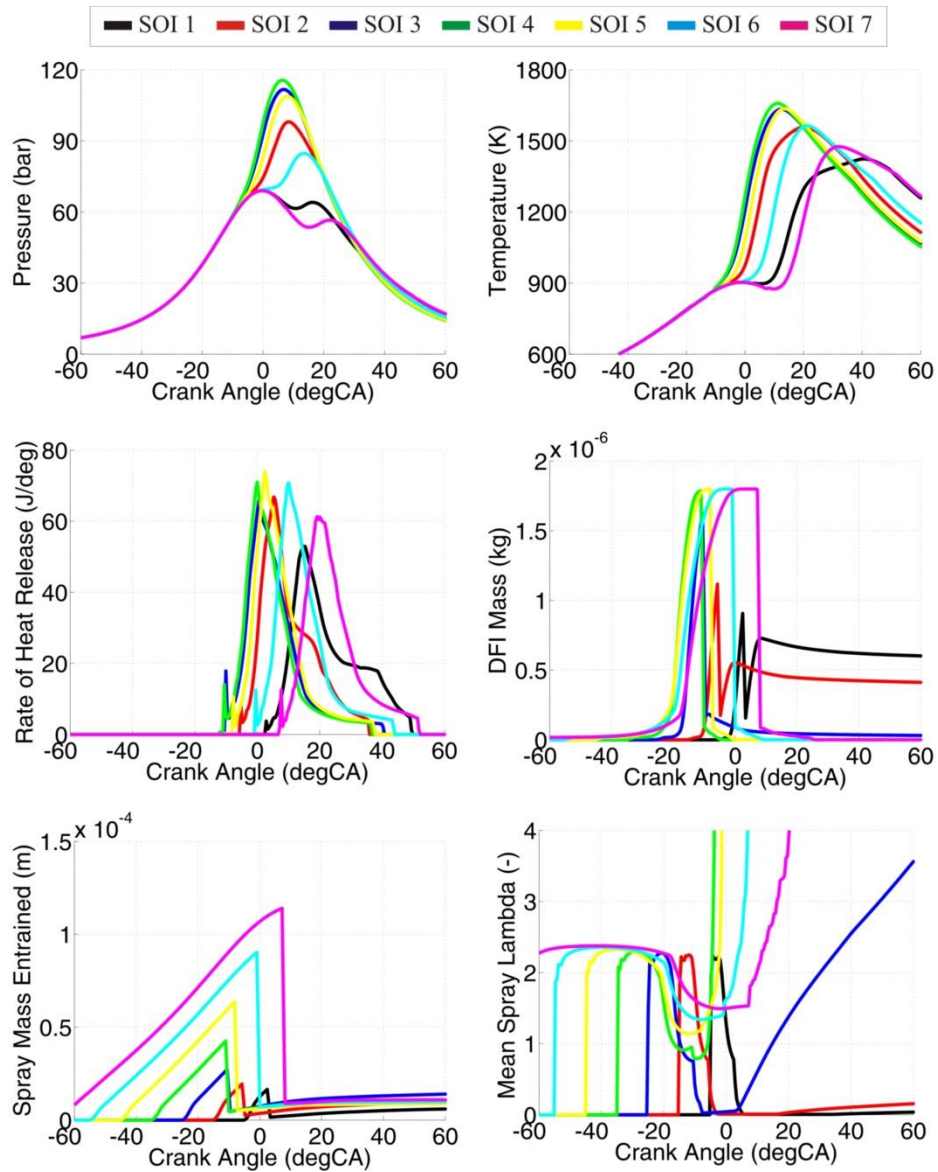 SOI 1 SOI 2 SOI 3 SOI 4 SOI 5 SOI 6 SOI 7
120
90
60
30
0
Pressure (bar)
-60 -40 -20 0 20 40 60
Crank Angle (degCA)
1800
1500
1200
900
600
Temperature (K)
-60 -40 -20 0 20 40 60
Crank Angle (degCA)
80
70
60
40
20
0
Rate of Heat Release (J/deg)
-60 -40 -20 0 20 40 60
Crank Angle (degCA)
x 10-6
2
1.5
1
0.5
0
DFI Mass (kg)
-60 -40 -20 0 20 40 60
Crank Angle (degCA)
x 10-4
1.5
1
0.5
0
Spray Mass Entrained (m)
-60 -40 -20 0 20 40 60
Crank Angle (degCA)
4
3
2
1
0
Mean Spray Lambda (-)
-60 -40 -20 0 20 40 60
Crank Angle (degCA)